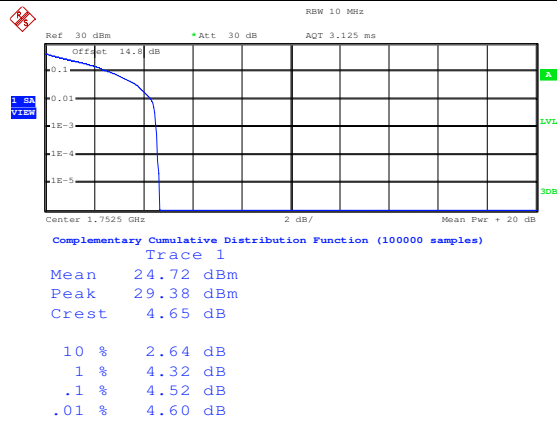 RBW 10 MHz
Ref 30 dBm *Att 30 dB AQT 3.125 ms
Offset 14.8 dB
0.1
A
1 SA
VIEW
0.01
LVL
1E-3
1E-4
1E-5
3DB
Center 1.7525 GHz 2 dB/ Mean Pwr + 20 dB
Complementary Cumulative Distribution Function (100000 samples)
Trace 1
Mean 24.72 dBm
Peak 29.38 dBm
Crest 4.65 dB
10 % 2.64 dB
1 % 4.32 dB
.1 % 4.52 dB
.01 % 4.60 dB